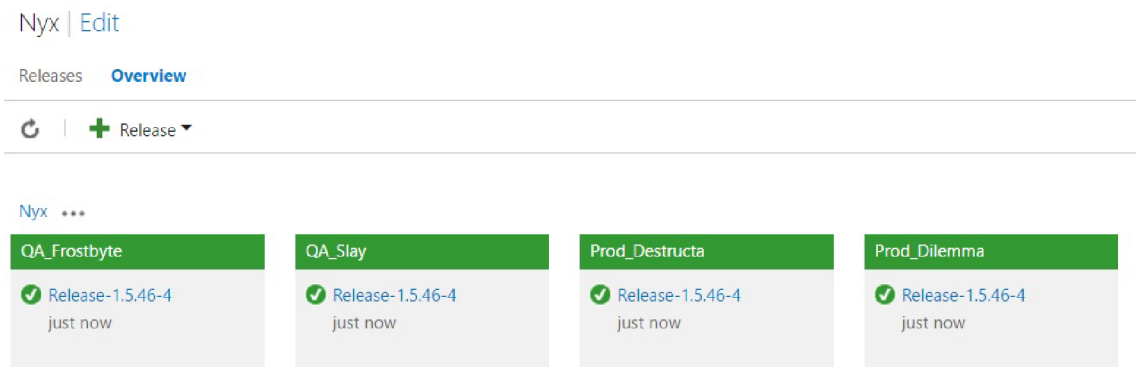 Nyx | Edit
Releases Overview
Release
Nyx ...
QA_Frostbyte QA_Slay Prod_Destructa Prod_Dilemma
Release-1.5.46-4 Release-1.5.46-4 Release-1.5.46-4 Release-1.5.46-4
just now just now just now just now